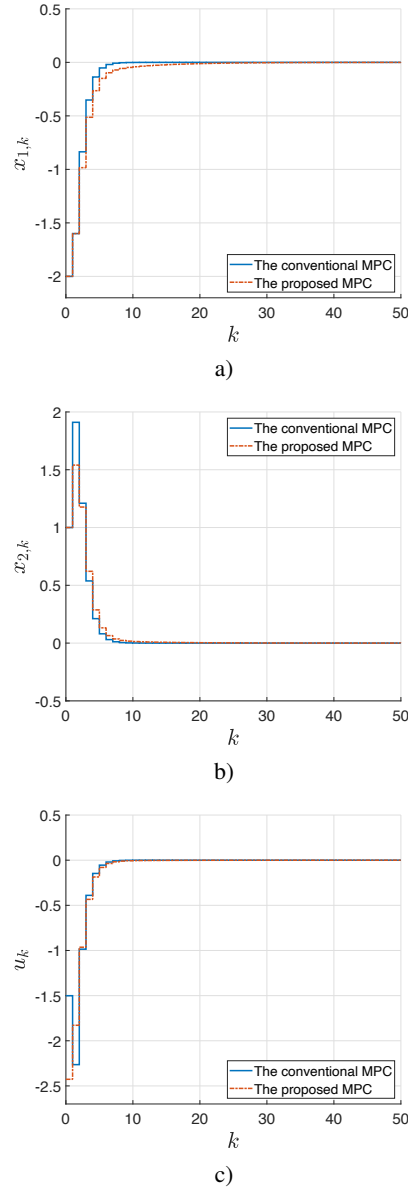 0
-0.5
-1
-1.5
-2
x_{1,k}
The conventional MPC
The proposed MPC
0 10 20 30 40 50
k
a)
2
1.5
1
0.5
0
-0.5
x_{2,k}
The conventional MPC
The proposed MPC
0 10 20 30 40 50
k
b)
0.5
0
-0.5
-1
-1.5
-2
-2.5
u_k
The conventional MPC
The proposed MPC
0 10 20 30 40 50
k
c)